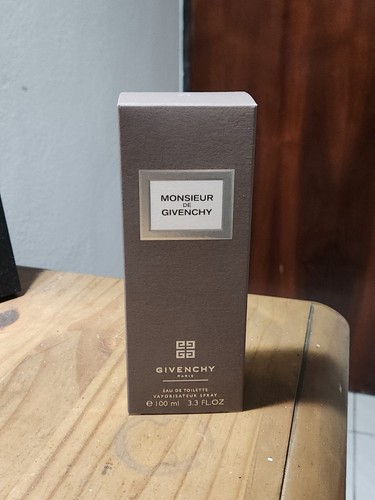 MONSIEUR
DE
GIVENCHY
GIVENCHY
PARIS
EAU DE TOILETTE
VAPORISATEUR SPRAY
℮ 100 ml 3.3 FL.OZ